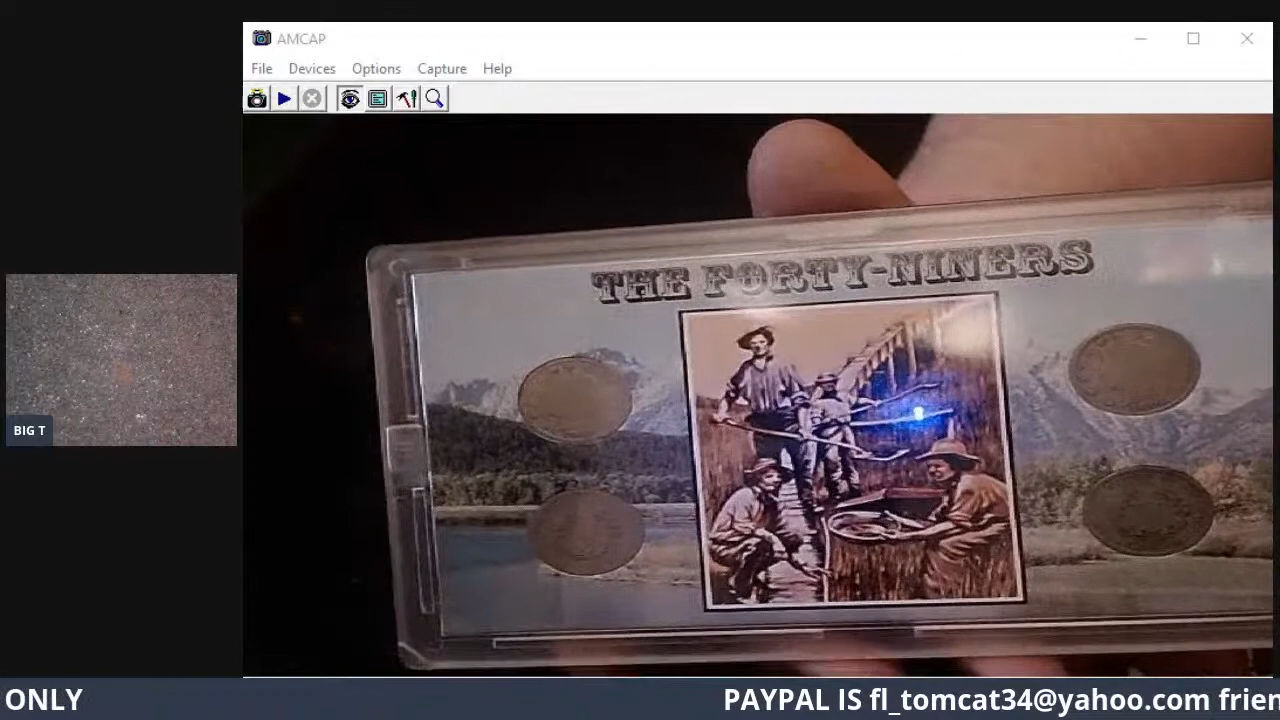 AMCAP
File Devices Options Capture Help
THE FORTY-NINERS
BIG T
ONLY PAYPAL IS fl_tomcat34@yahoo.com frien